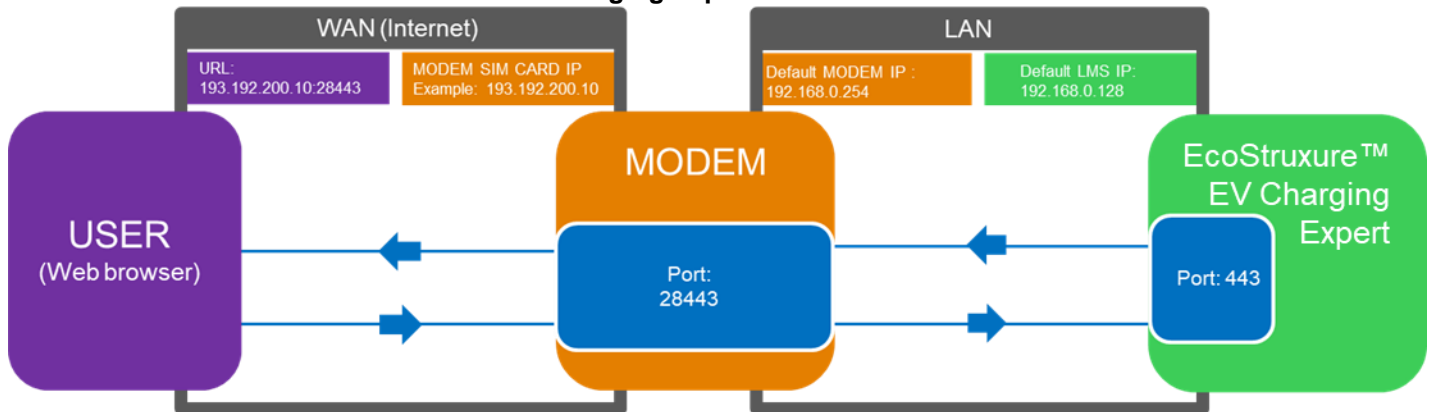 WAN (Internet)
LAN
URL:
193.192.200.10:28443
MODEM SIM CARD IP
Example: 193.192.200.10
Default MODEM IP :
192.168.0.254
Default LMS IP:
192.168.0.128
USER
(Web browser)
MODEM
Port:
28443
EcoStruxure™
EV Charging
Expert
Port: 443